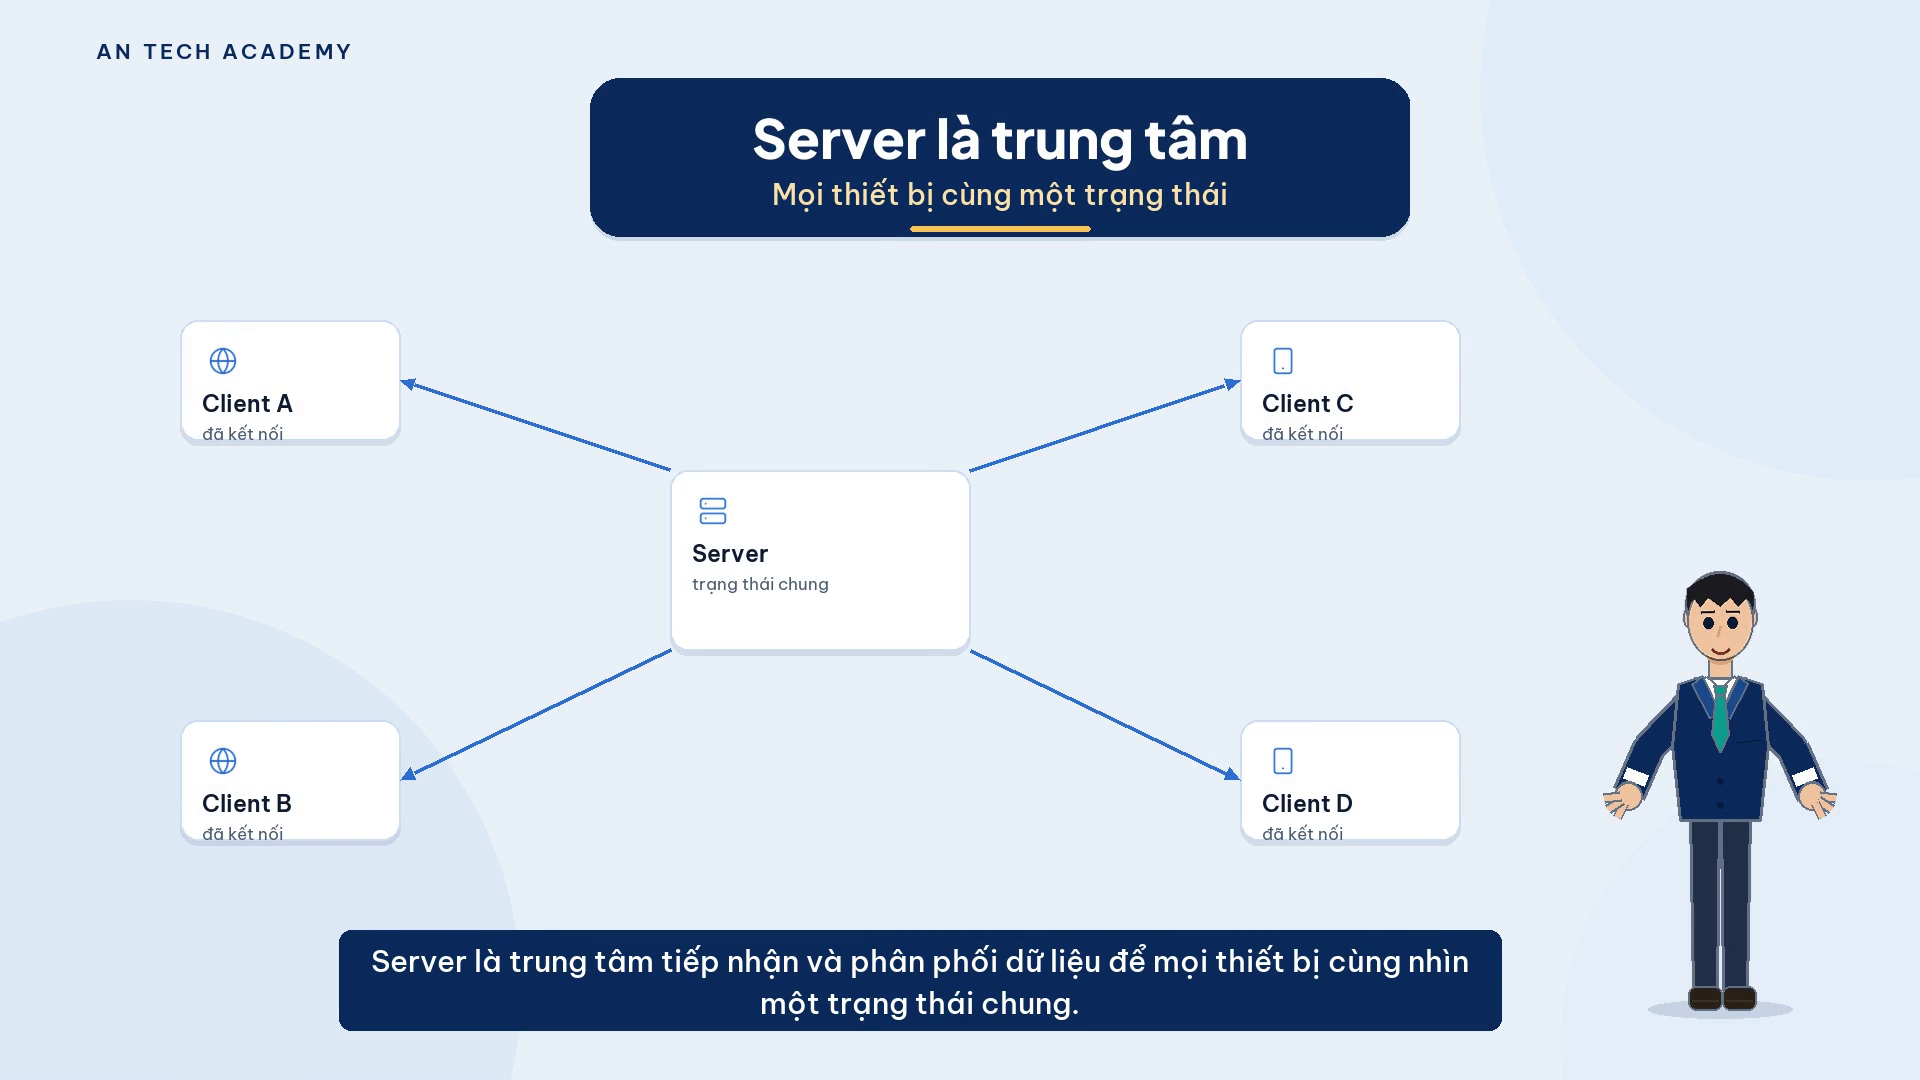 AN TECH ACADEMY
Server là trung tâm
Mọi thiết bị cùng một trạng thái
Client A
đã kết nối
Client C
đã kết nối
Server
trạng thái chung
Client B
đã kết nối
Client D
đã kết nối
Server là trung tâm tiếp nhận và phân phối dữ liệu để mọi thiết bị cùng nhìn
một trạng thái chung.